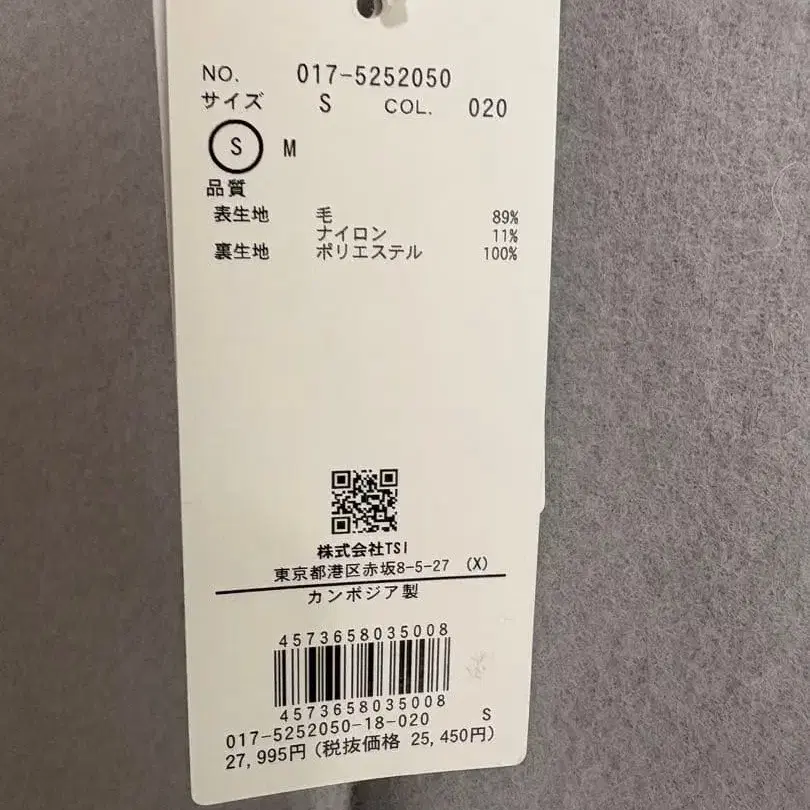 NO. 017-5252050
サイズ S COL. 020
S M
品質
表生地 毛 89%
ナイロン 11%
裏生地 ポリエステル 100%
株式会社TSI
東京都港区赤坂8-5-27 (X)
カンボジア製
4573658035008
4573658035008
017-5252050-18-020 S
27,995円(税抜価格 25,450円)